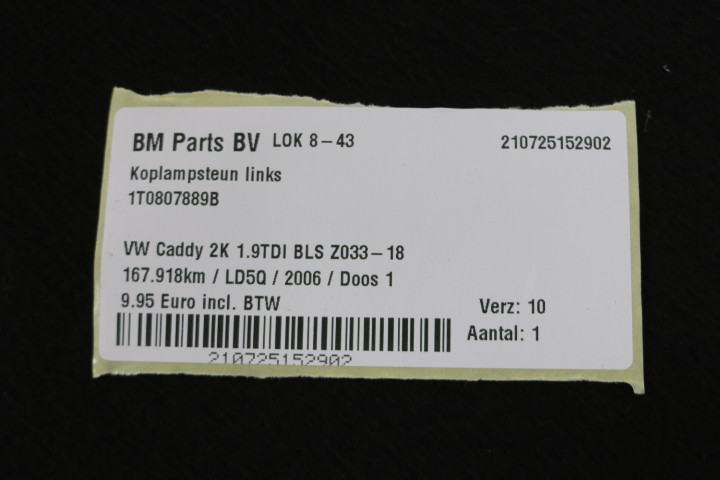 BM Parts BV LOK 8-43 210725152902
Koplampsteun links
1T0807889B
VW Caddy 2K 1.9TDI BLS Z033-18
167.918km / LD5Q / 2006 / Doos 1
9.95 Euro incl. BTW Verz: 10
Aantal: 1
210725152902